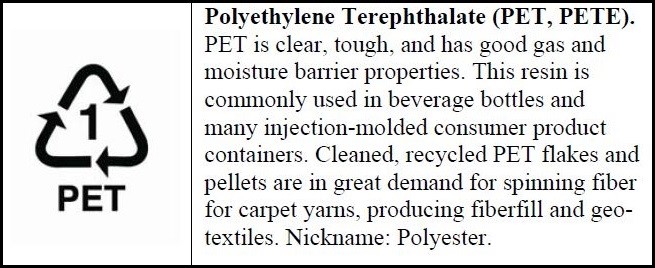 1
PET
Polyethylene Terephthalate (PET, PETE).
PET is clear, tough, and has good gas and
moisture barrier properties. This resin is
commonly used in beverage bottles and
many injection-molded consumer product
containers. Cleaned, recycled PET flakes and
pellets are in great demand for spinning fiber
for carpet yarns, producing fiberfill and geo-
textiles. Nickname: Polyester.